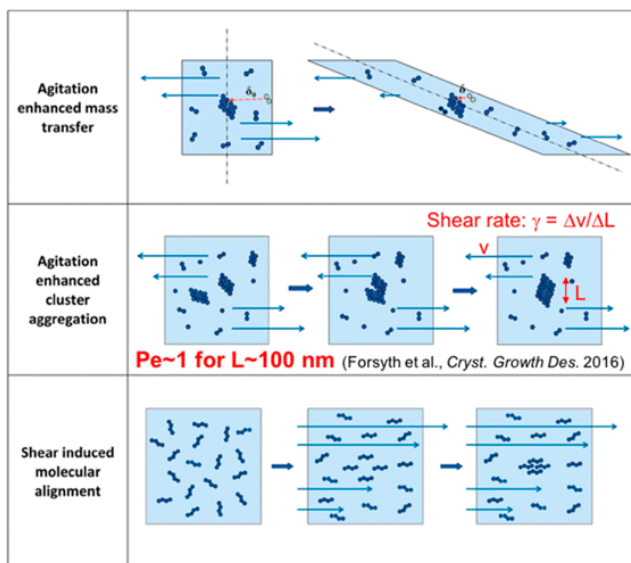 Agitation
enhanced mass
transfer
δ₀
δ
Agitation
enhanced
cluster
aggregation
Shear rate: γ = Δv/ΔL
v
L
Pe~1 for L~100 nm (Forsyth et al., Cryst. Growth Des. 2016)
Shear induced
molecular
alignment